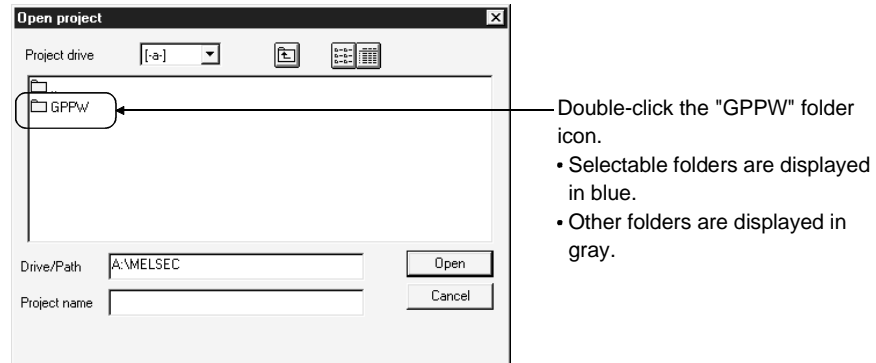 Open project
Project drive [-a-]
..
GPPW
Drive/Path A:\MELSEC Open
Project name Cancel
Double-click the "GPPW" folder
icon.
• Selectable folders are displayed
in blue.
• Other folders are displayed in
gray.